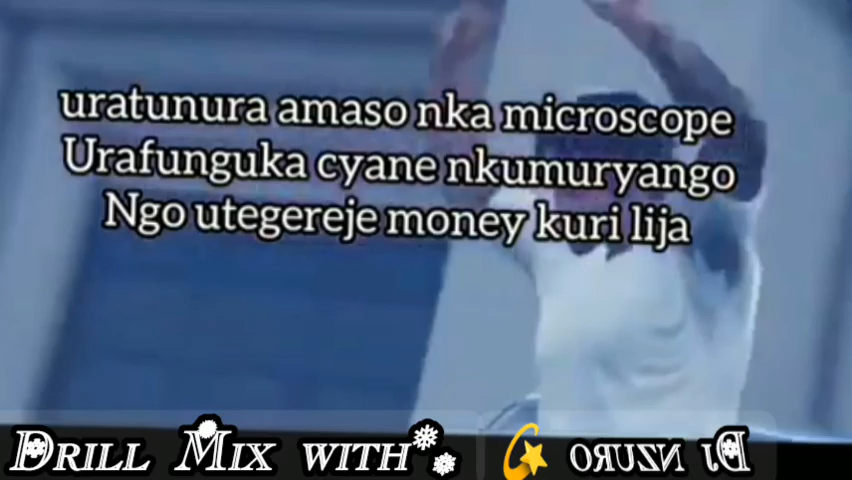 uratunura amaso nka microscope
Urafunguka cyane nkumuryango
Ngo utegereje money kuri lija
DRILL MIX WITH
DJ NZURO